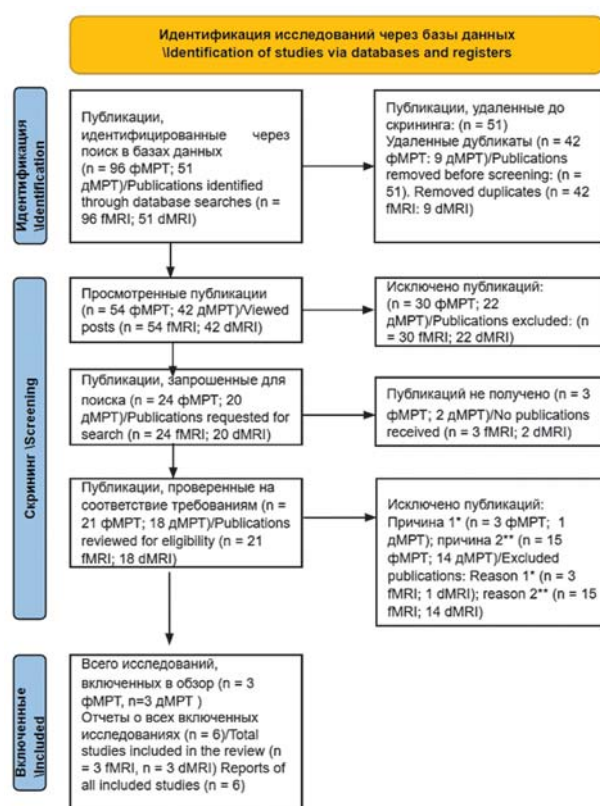 Идентификация исследований через базы данных
\Identification of studies via databases and registers
Идентификация
\Identification
Публикации,
идентифицированные через
поиск в базах данных
(n = 96 фМРТ; 51
дМРТ)/Publications identified
through database searches (n =
96 fMRI; 51 dMRI)
Публикации, удаленные до
скрининга: (n = 51)
Удаленные дубликаты (n = 42
фМРТ: 9 дМРТ)/Publications
removed before screening: (n =
51). Removed duplicates (n = 42
fMRI: 9 dMRI)
Скрининг \Screening
Просмотренные публикации
(n = 54 фМРТ; 42 дМРТ)/Viewed
posts (n = 54 fMRI; 42 dMRI)
Исключено публикаций:
(n = 30 фМРТ; 22
дМРТ)/Publications excluded: (n
= 30 fMRI; 22 dMRI)
Публикации, запрошенные для
поиска (n = 24 фМРТ; 20
дМРТ)/Publications requested for
search (n = 24 fMRI; 20 dMRI)
Публикаций не получено (n = 3
фМРТ; 2 дМРТ)/No publications
received (n = 3 fMRI; 2 dMRI)
Публикации, проверенные на
соответствие требованиям (n =
21 фМРТ; 18 дМРТ)/Publications
reviewed for eligibility (n = 21
fMRI; 18 dMRI)
Исключено публикаций:
Причина 1* (n = 3 фМРТ; 1
дМРТ); причина 2** (n = 15
фМРТ; 14 дМРТ)/Excluded
publications: Reason 1* (n = 3
fMRI; 1 dMRI); reason 2** (n = 15
fMRI; 14 dMRI)
Включенные
\Included
Всего исследований,
включенных в обзор (n = 3
фМРТ, n=3 дМРТ )
Отчеты о всех включенных
исследованиях (n = 6)/Total
studies included in the review (n
= 3 fMRI, n = 3 dMRI) Reports of
all included studies (n = 6)